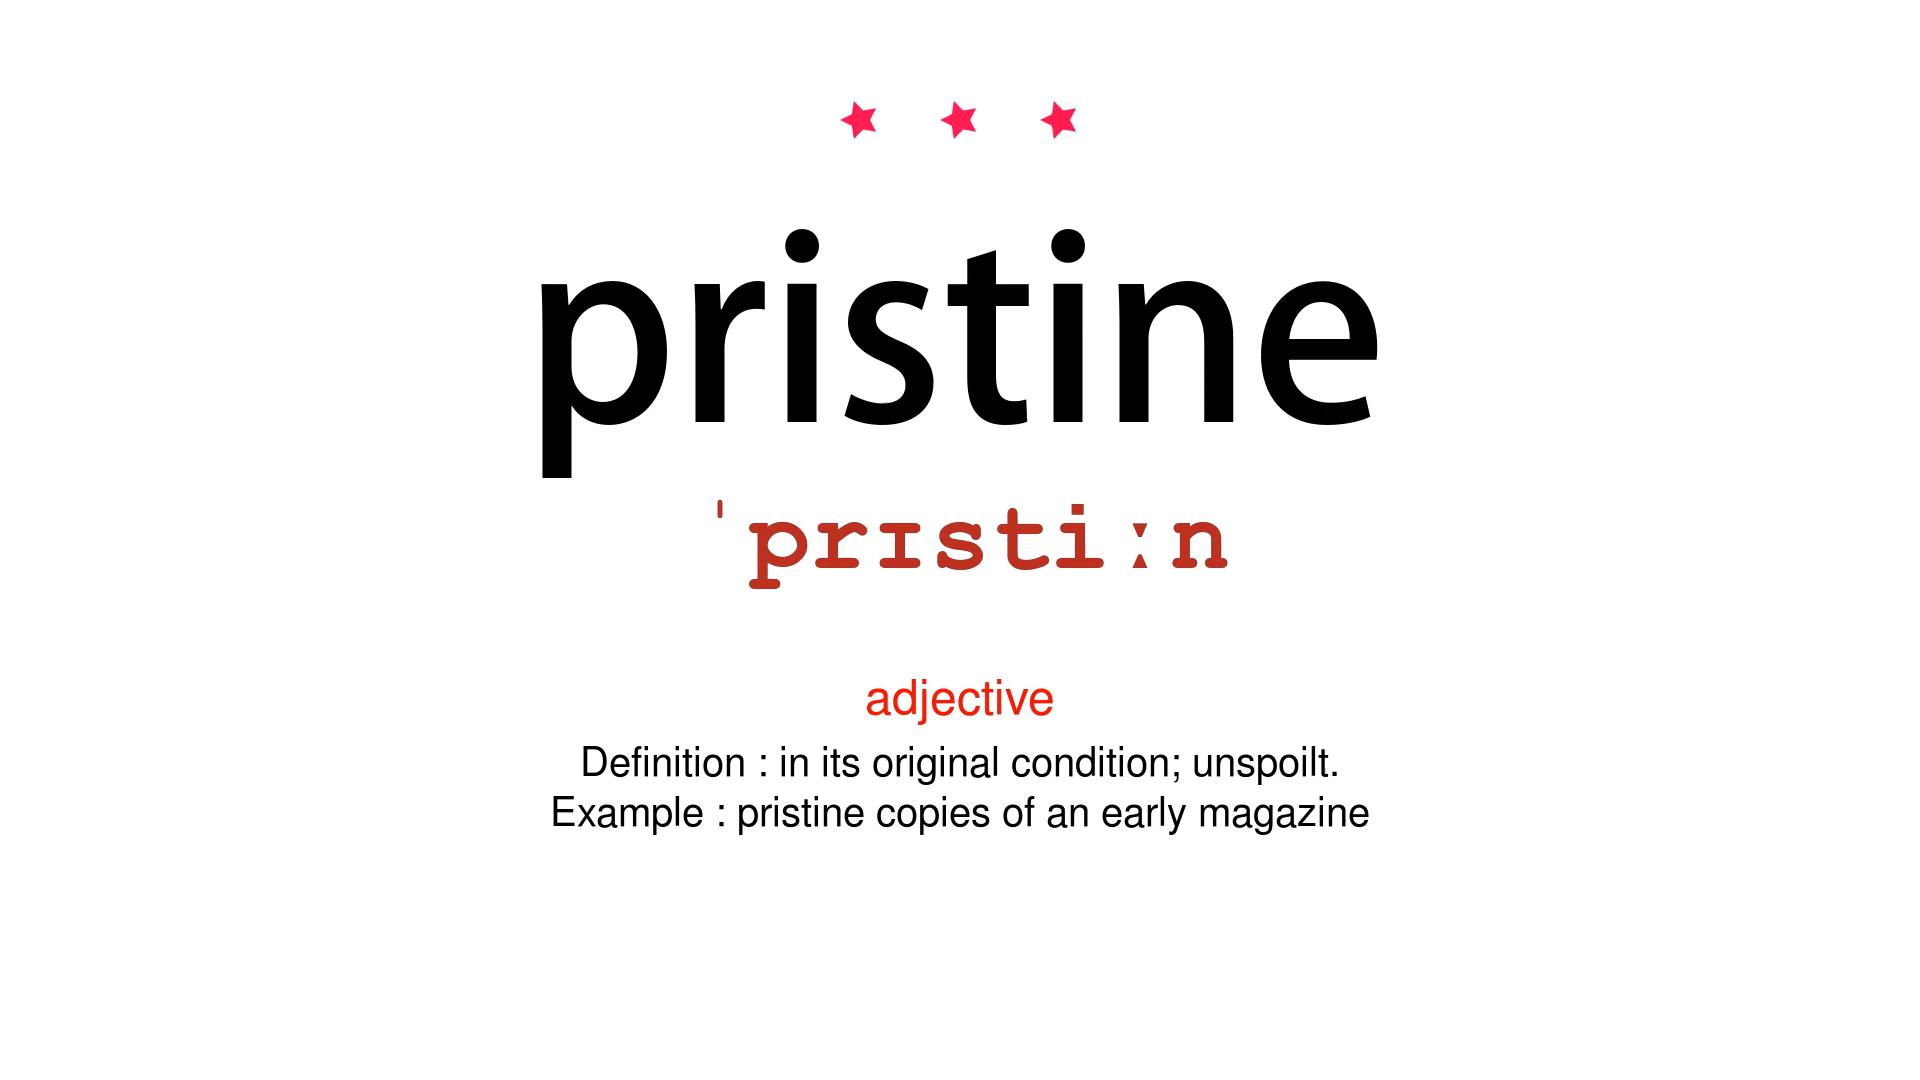 pristine
ˈprɪstiːn
adjective
Definition : in its original condition; unspoilt.
Example : pristine copies of an early magazine